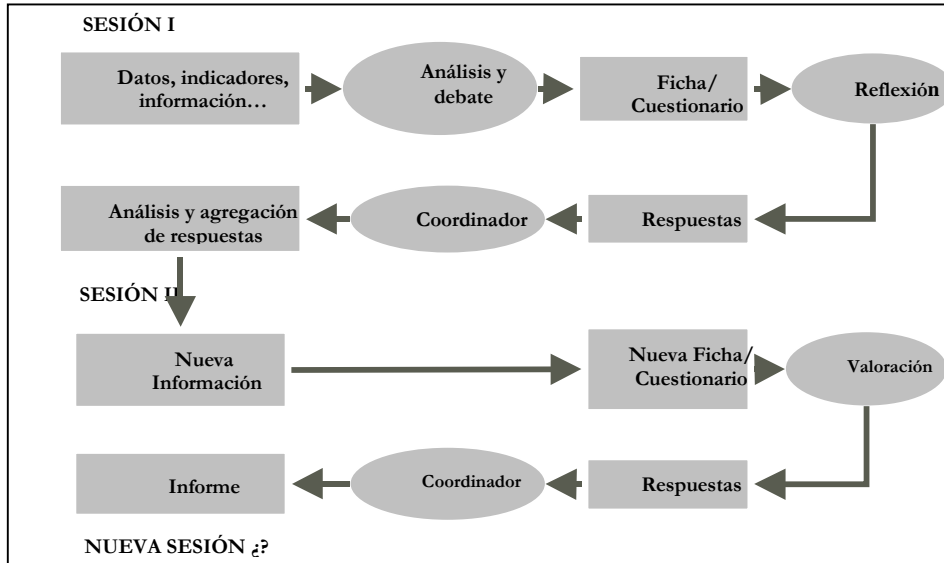 SESIÓN I
Datos, indicadores,
información…
Análisis y
debate
Ficha/
Cuestionario
Reflexión
Análisis y agregación
de respuestas
Coordinador
Respuestas
SESIÓN II
Nueva
Información
Nueva Ficha/
Cuestionario
Valoración
Informe
Coordinador
Respuestas
NUEVA SESIÓN ¿?